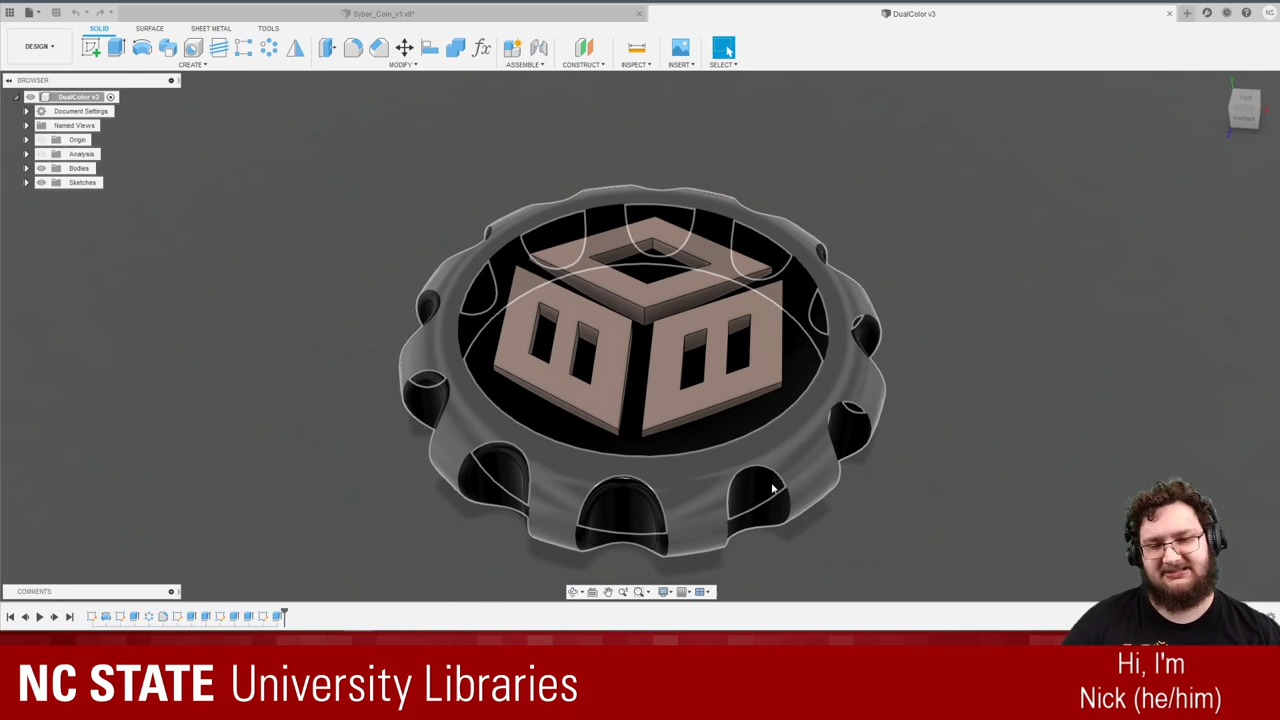 Syber_Coin_v1 v8*
DualColor v3
NS
DESIGN
SOLID
SURFACE
SHEET METAL
TOOLS
CREATE
MODIFY
ASSEMBLE
CONSTRUCT
INSPECT
INSERT
SELECT
BROWSER
DualColor v3
Document Settings
Named Views
Origin
Analysis
Bodies
Sketches
TOP
FRONT
Z
COMMENTS
NC STATE University Libraries
Hi, I'm
Nick (he/him)